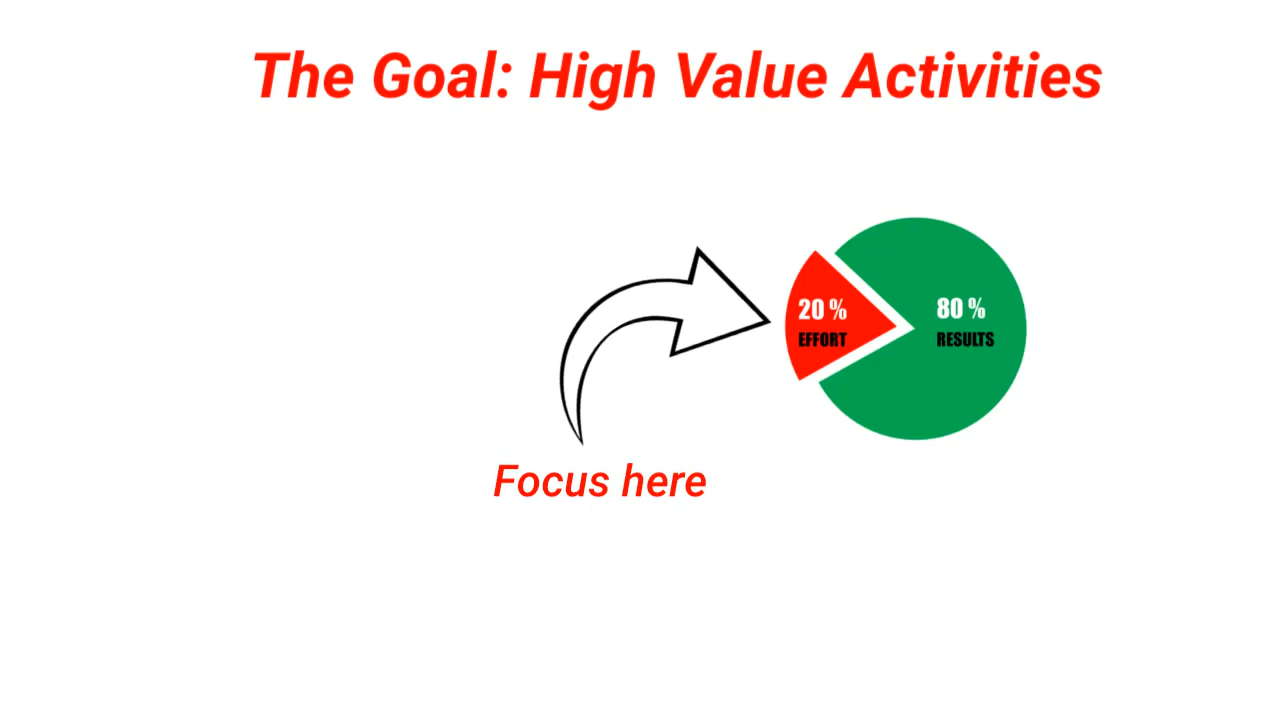 The Goal: High Value Activities
20 %
EFFORT
80 %
RESULTS
Focus here